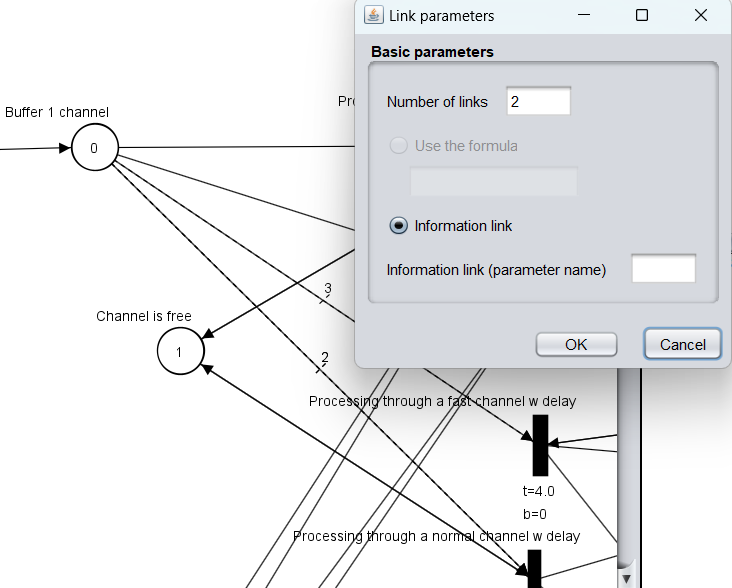 Link parameters
Basic parameters
Number of links 2
Use the formula
Information link
Information link (parameter name)
OK Cancel
Buffer 1 channel
0
Channel is free
1
3
2
Processing through a fast channel w delay
t=4.0
b=0
Processing through a normal channel w delay